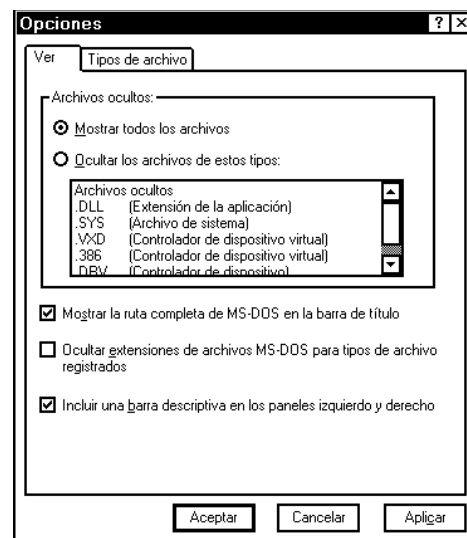 Opciones
Ver Tipos de archivo
Archivos ocultos:
Mostrar todos los archivos
Ocultar los archivos de estos tipos:
Archivos ocultos
.DLL (Extensión de la aplicación)
.SYS (Archivo de sistema)
.VXD (Controlador de dispositivo virtual)
.386 (Controlador de dispositivo virtual)
.DRV (Controlador de dispositivo)
Mostrar la ruta completa de MS-DOS en la barra de título
Ocultar extensiones de archivos MS-DOS para tipos de archivo
registrados
Incluir una barra descriptiva en los paneles izquierdo y derecho
Aceptar Cancelar Aplicar